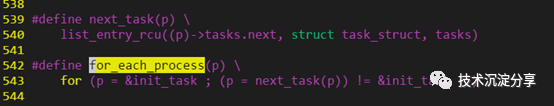 538
539 #define next_task(p) \
540     list_entry_rcu((p)->tasks.next, struct task_struct, tasks)
541
542 #define for_each_process(p) \
543     for (p = &init_task ; (p = next_task(p)) != &init_t
544
技术沉淀分享